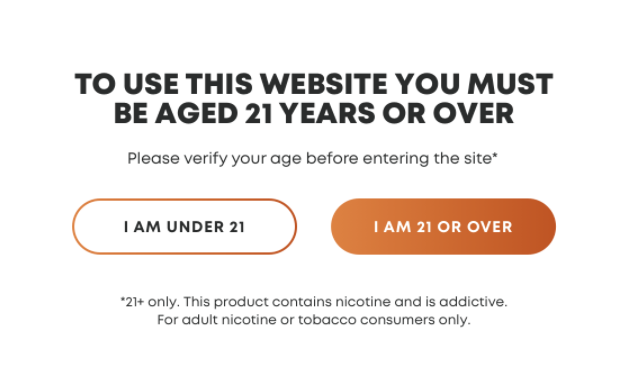 TO USE THIS WEBSITE YOU MUST
BE AGED 21 YEARS OR OVER
Please verify your age before entering the site*
I AM UNDER 21
I AM 21 OR OVER
*21+ only. This product contains nicotine and is addictive.
For adult nicotine or tobacco consumers only.